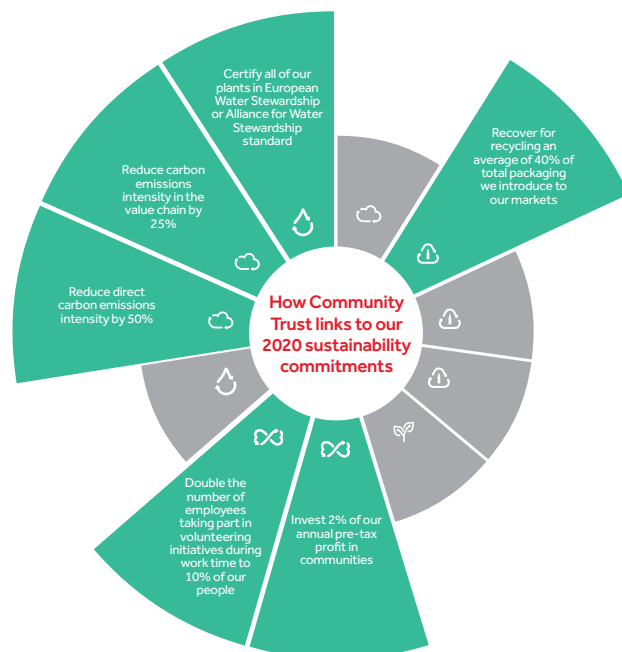 Certify all of our
plants in European
Water Stewardship
or Alliance for Water
Stewardship
standard
Recover for
recycling an
average of 40% of
total packaging
we introduce to
our markets
Reduce carbon
emissions
intensity in the
value chain by
25%
Reduce direct
carbon emissions
intensity by 50%
How Community
Trust links to our
2020 sustainability
commitments
Double the
number of
employees
taking part in
volunteering
initiatives during
work time to
10% of our
people
Invest 2% of our
annual pre-tax
profit in
communities